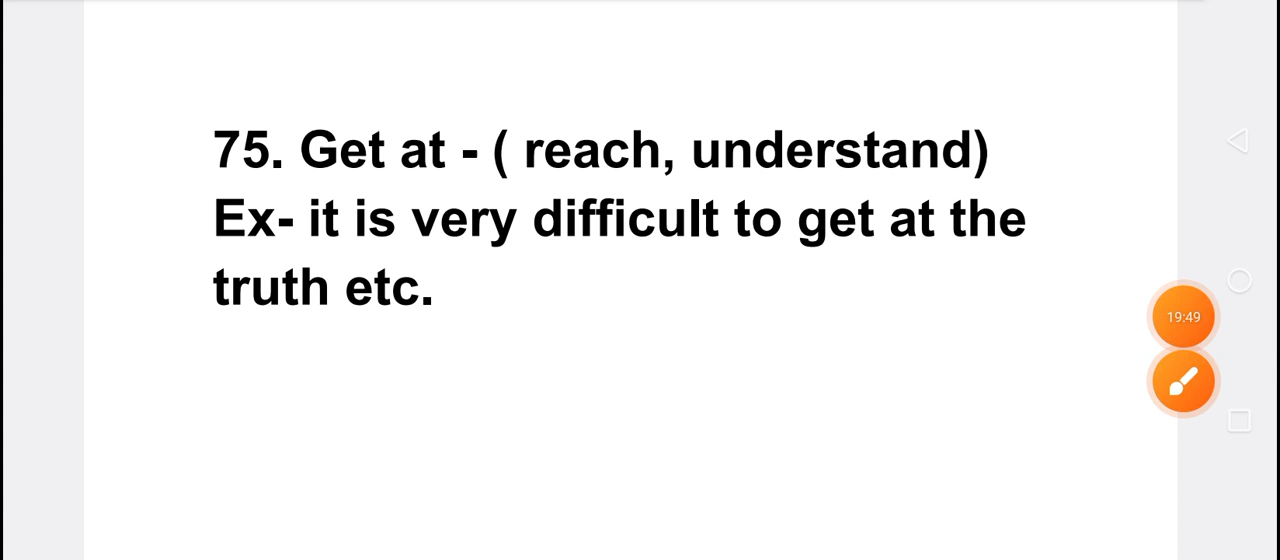 75. Get at - ( reach, understand)
Ex- it is very difficult to get at the
truth etc.
19:49